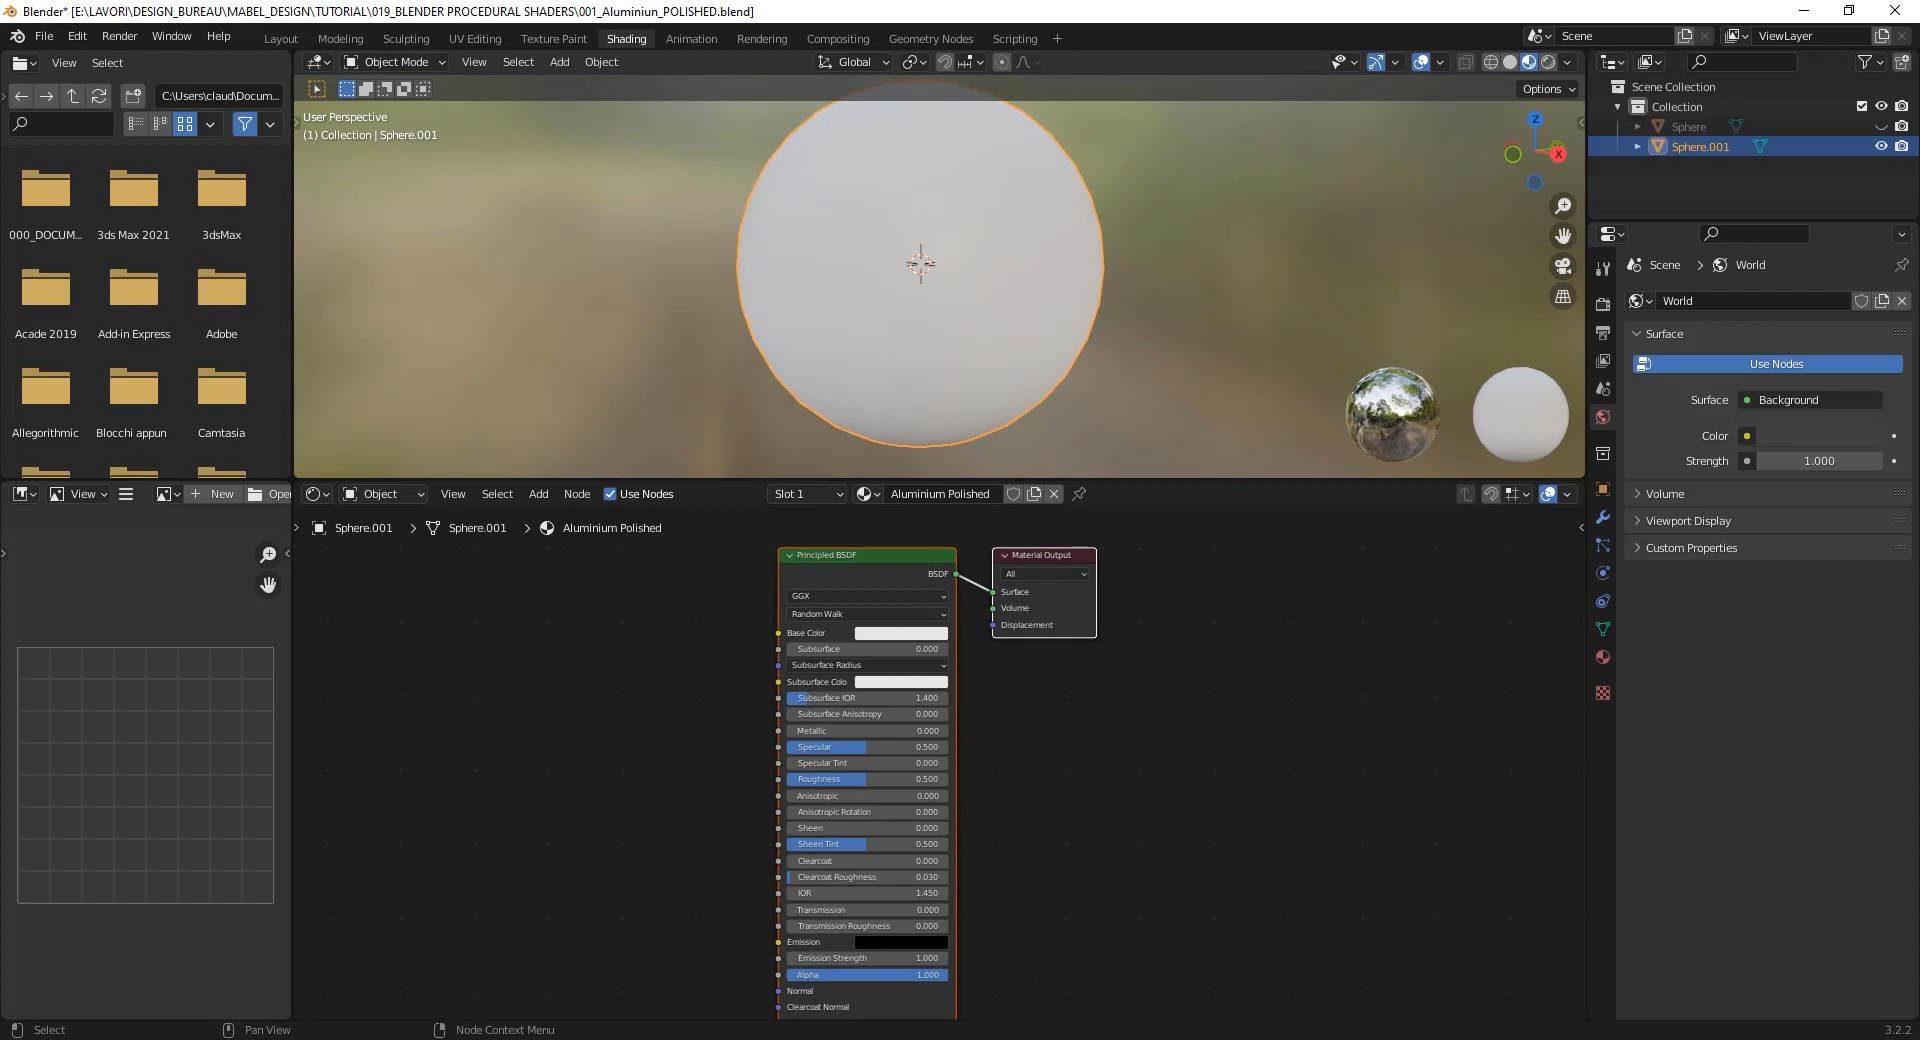 Blender* [E:\LAVORI\DESIGN_BUREAU\MABEL_DESIGN\TUTORIAL\019_BLENDER PROCEDURAL SHADERS\001_Aluminiun_POLISHED.blend]
File Edit Render Window Help Layout Modeling Sculpting UV Editing Texture Paint Shading Animation Rendering Compositing Geometry Nodes Scripting + Scene ViewLayer
View Select
Object Mode View Select Add Object Global
C:\Users\claud\Docum...
Options
User Perspective
(1) Collection | Sphere.001
Z
X
000_DOCUM... 3ds Max 2021 3dsMax
Acade 2019 Add-in Express Adobe
Allegorithmic Blocchi appun Camtasia
Scene Collection
Collection
Sphere
Sphere.001
Scene > World
World
Surface
Use Nodes
Surface Background
Color
Strength 1.000
Volume
Viewport Display
Custom Properties
View + New Open
Object View Select Add Node Use Nodes Slot 1 Aluminium Polished
Sphere.001 > Sphere.001 > Aluminium Polished
Principled BSDF
BSDF
GGX
Random Walk
Base Color
Subsurface 0.000
Subsurface Radius
Subsurface Colo
Subsurface IOR 1.400
Subsurface Anisotropy 0.000
Metallic 0.000
Specular 0.500
Specular Tint 0.000
Roughness 0.500
Anisotropic 0.000
Anisotropic Rotation 0.000
Sheen 0.000
Sheen Tint 0.500
Clearcoat 0.000
Clearcoat Roughness 0.030
IOR 1.450
Transmission 0.000
Transmission Roughness 0.000
Emission
Emission Strength 1.000
Alpha 1.000
Normal
Clearcoat Normal
Material Output
All
Surface
Volume
Displacement
Select Pan View Node Context Menu 3.2.2